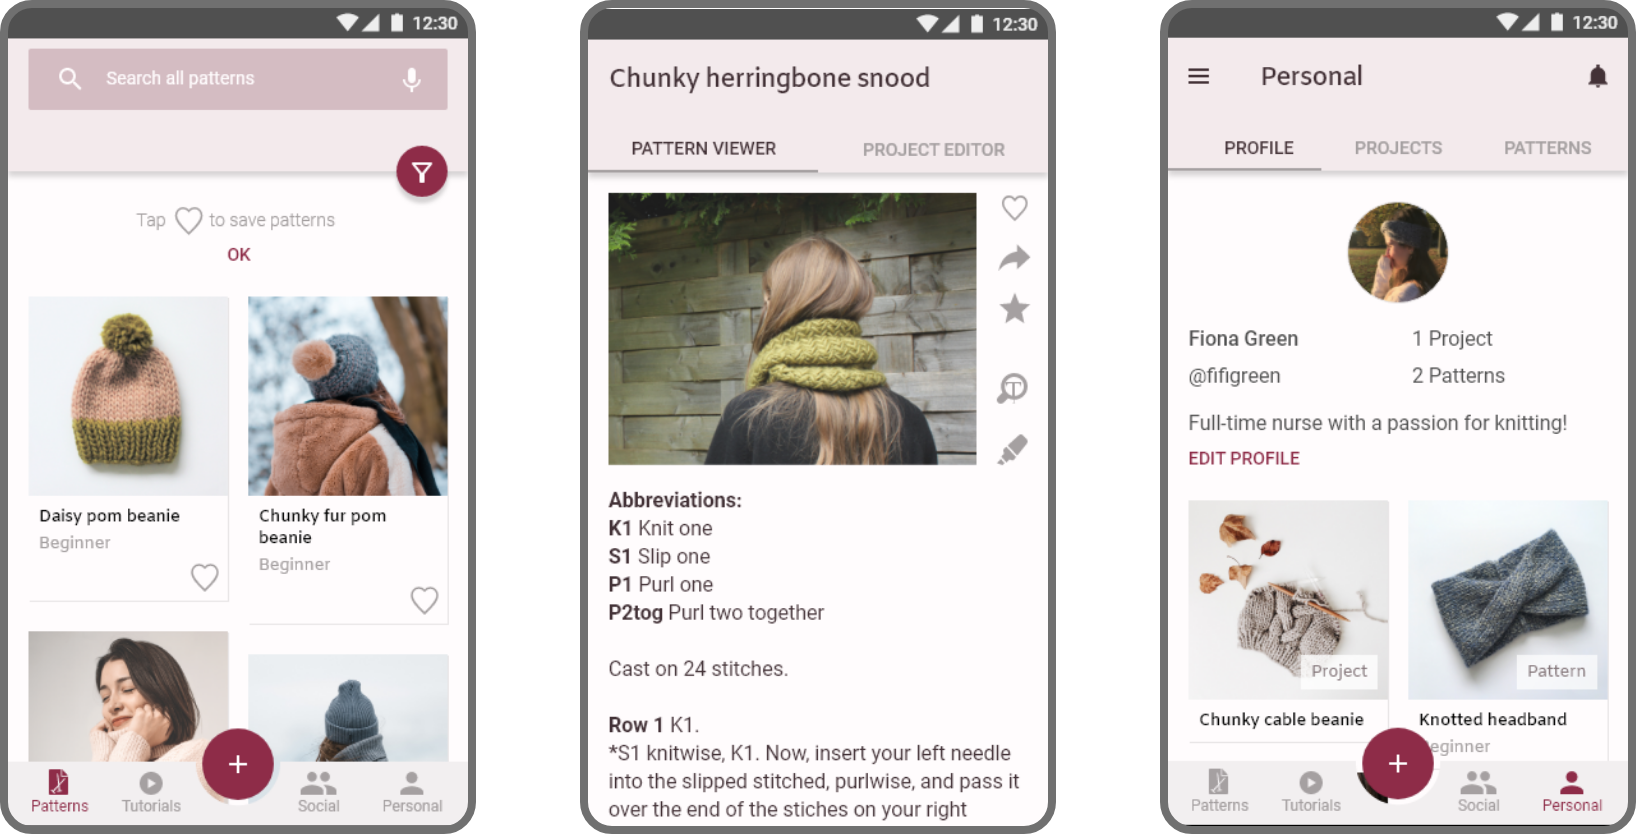 12:30
Search all patterns
Tap to save patterns
OK
Daisy pom beanie
Beginner
Chunky fur pom
beanie
Beginner
+
Patterns
Tutorials
Social
Personal
12:30
Chunky herringbone snood
PATTERN VIEWER
PROJECT EDITOR
T
Abbreviations:
K1 Knit one
S1 Slip one
P1 Purl one
P2tog Purl two together
Cast on 24 stitches.
Row 1 K1.
*S1 knitwise, K1. Now, insert your left needle
into the slipped stitched, purlwise, and pass it
over the end of the stiches on your right
12:30
Personal
PROFILE
PROJECTS
PATTERNS
Fiona Green
1 Project
@fifigreen
2 Patterns
Full-time nurse with a passion for knitting!
EDIT PROFILE
Project
Pattern
Chunky cable beanie
Knotted headband
eginner
+
Patterns
Tutorials
Social
Personal